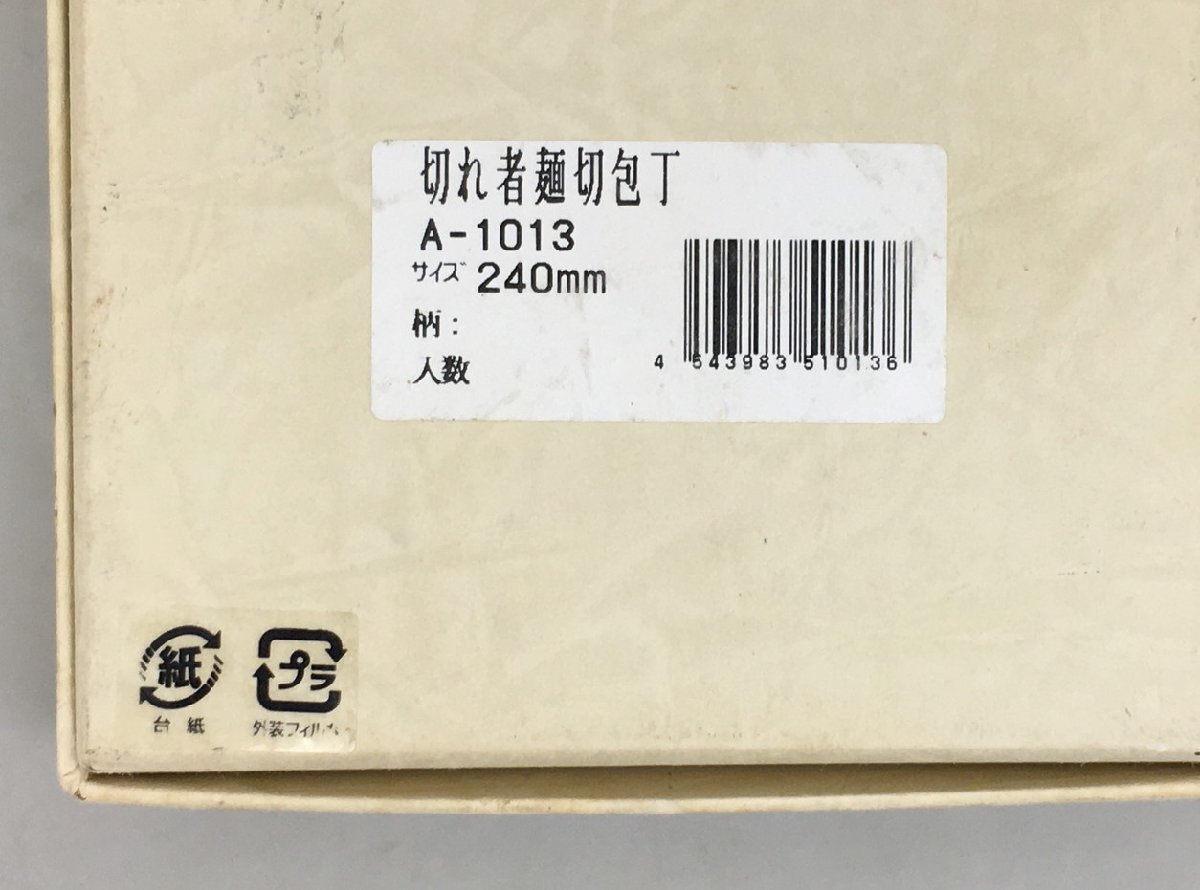 切れ者麺切包丁
A-1013
サイズ 240mm
柄:
人数
4 543983 510136
紙
台紙
プラ
外装フィルム